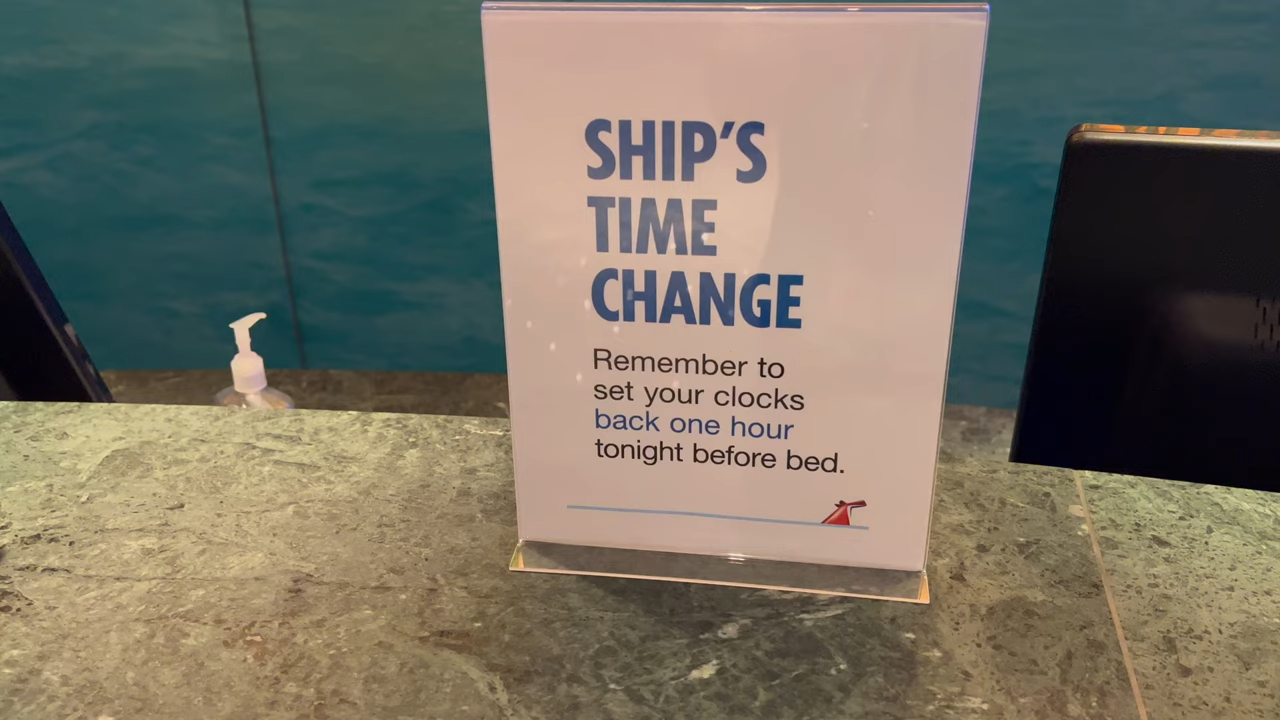 SHIP'S
TIME
CHANGE
Remember to
set your clocks
back one hour
tonight before bed.